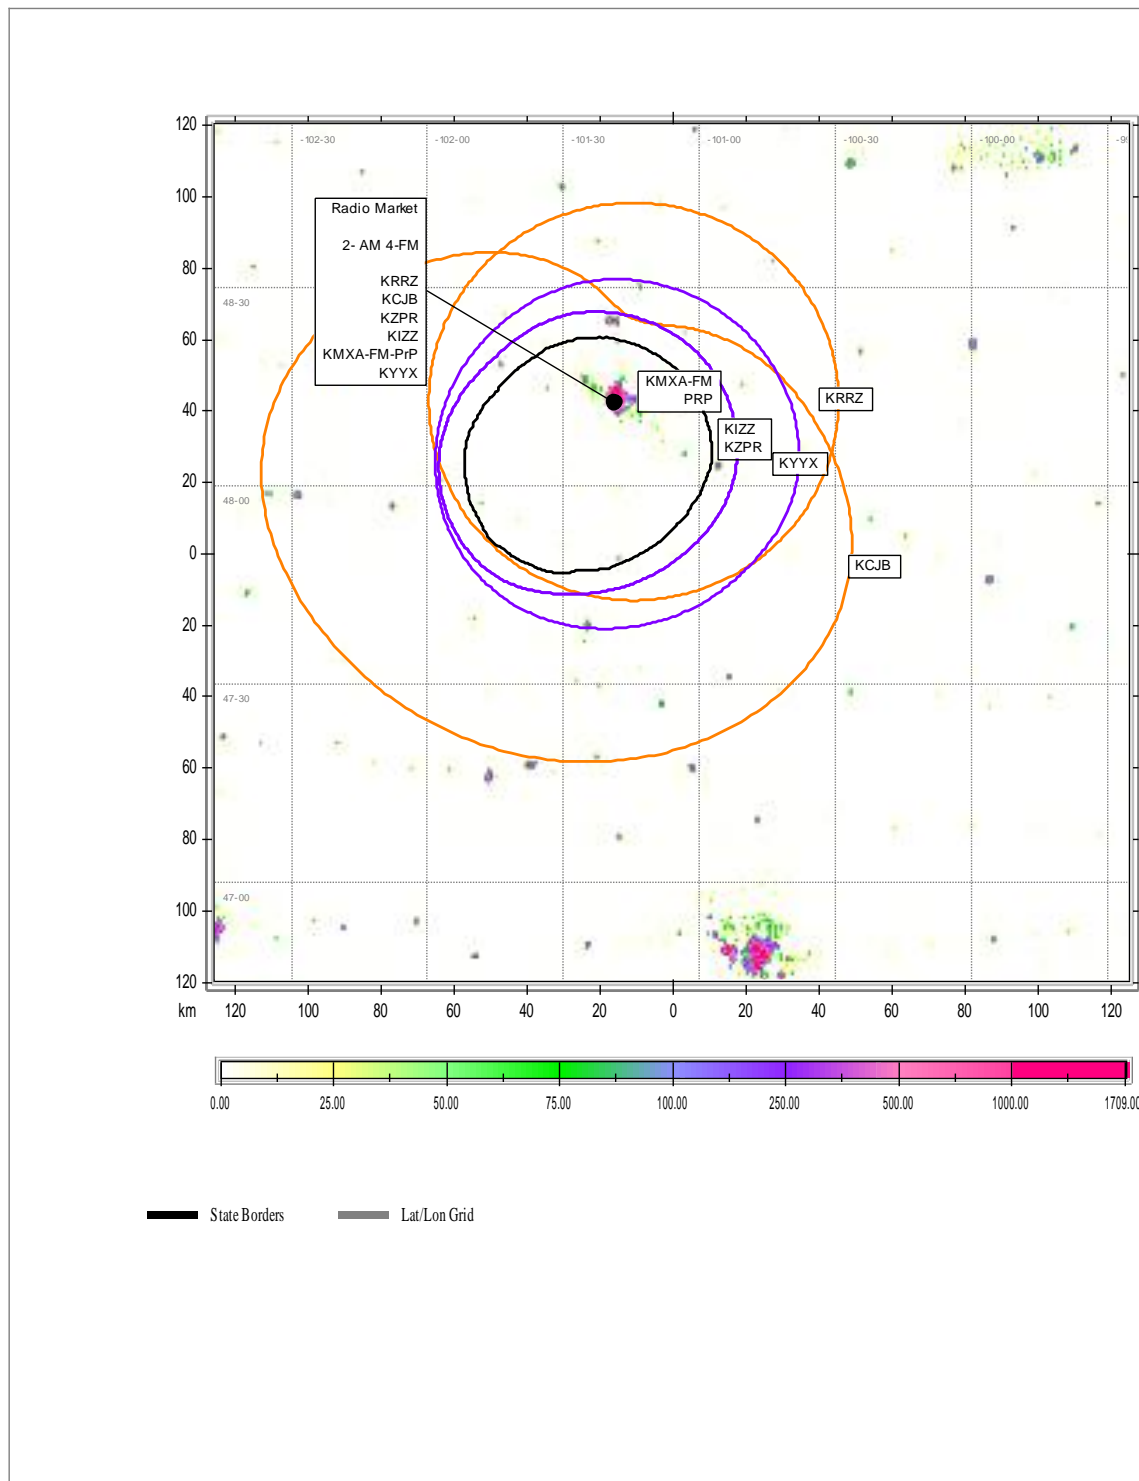 120
-102-30
-102-00
-101-30
-101-00
-100-30
-100-00
100
Radio Market
2- AM 4-FM
KRRZ
KCJB
KZPR
KIZZ
KMXA-FM-PrP
KYYX
80
48-30
60
KMXA-FM
PRP
40
KRRZ
KIZZ
KZPR
KYYX
20
48-00
0
KCJB
20
47-30
40
60
80
47-00
100
120
km 120 100 80 60 40 20 0 20 40 60 80 100 120
0.00 25.00 50.00 75.00 100.00 250.00 500.00 1000.00 1709.00
State Borders Lat/Lon Grid